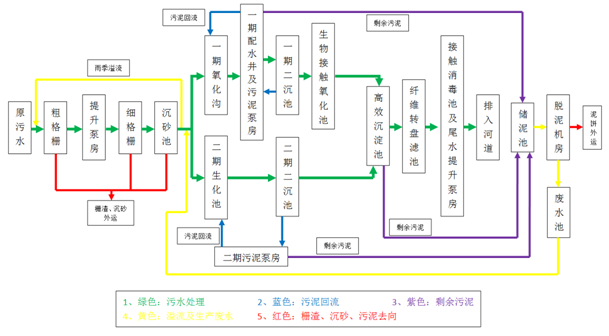 污泥回流
剩余污泥
雨季溢流
原污水
粗格栅
提升泵房
细格栅
沉砂池
一期氧化沟
一期配水井及污泥泵房
一期二沉池
生物接触氧化池
高效沉淀池
纤维转盘滤池
接触消毒池及尾水提升泵房
排入河道
储泥池
脱泥机房
泥饼外运
栅渣、沉砂
外运
二期生化池
二期二沉池
废水池
污泥回流
剩余污泥
剩余污泥
二期污泥泵房
1、绿色：污水处理
2、蓝色：污泥回流
3、紫色：剩余污泥
4、黄色：溢流及生产废水
5、红色：栅渣、沉砂、污泥去向